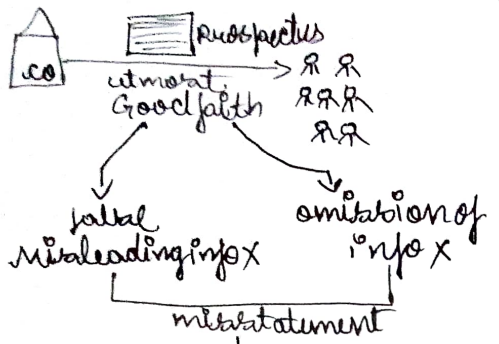 Prospectus
.co
utmost
Good faith
false
misleading info X
omission of
info X
misstatement